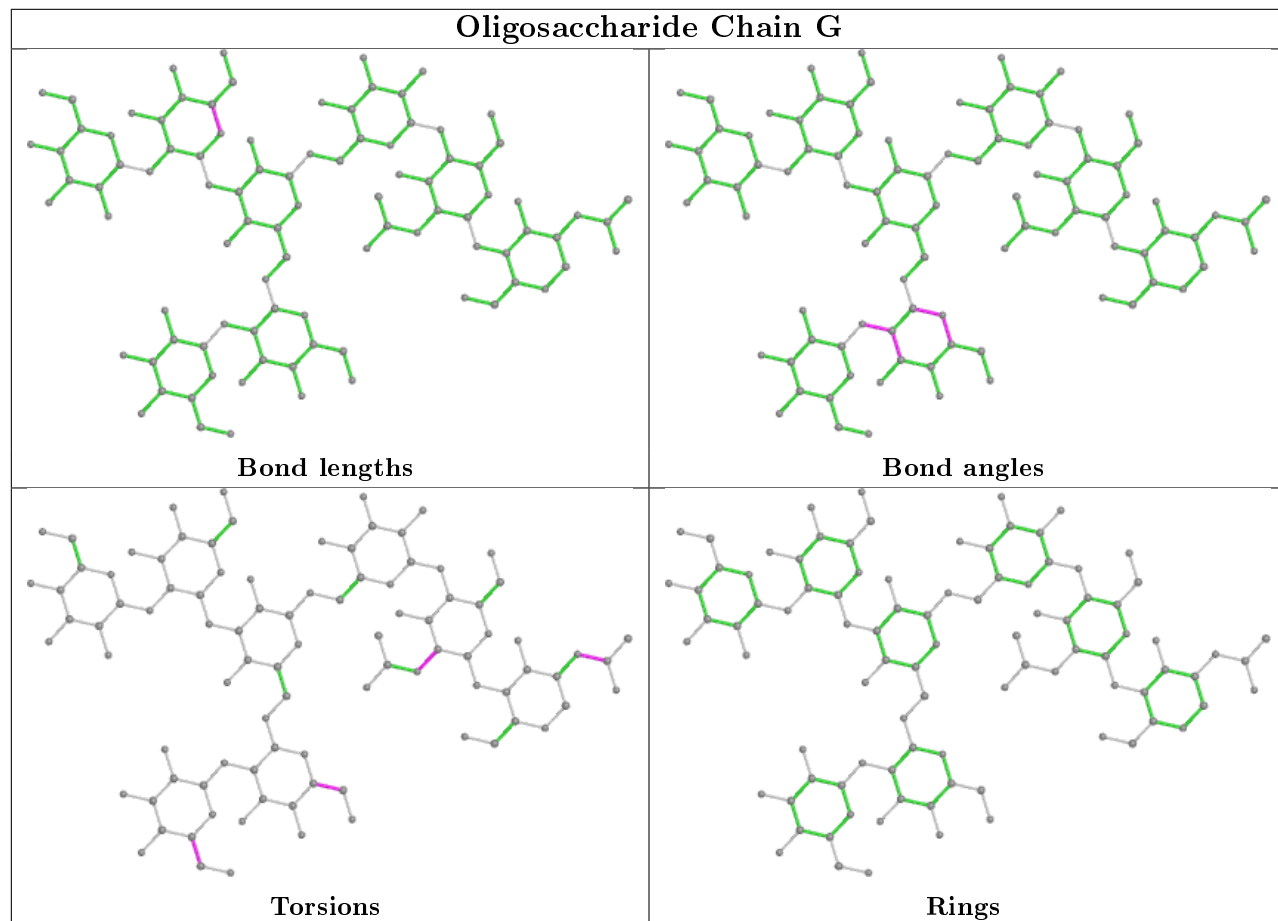 Oligosaccharide Chain G
Bond lengths
Bond angles
Torsions
Rings